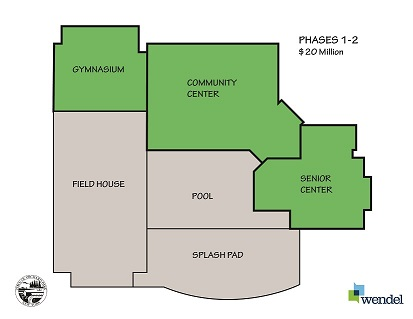 PHASES 1-2
$20 Million
GYMNASIUM
COMMUNITY
CENTER
FIELD HOUSE
POOL
SENIOR
CENTER
SPLASH PAD
wendel